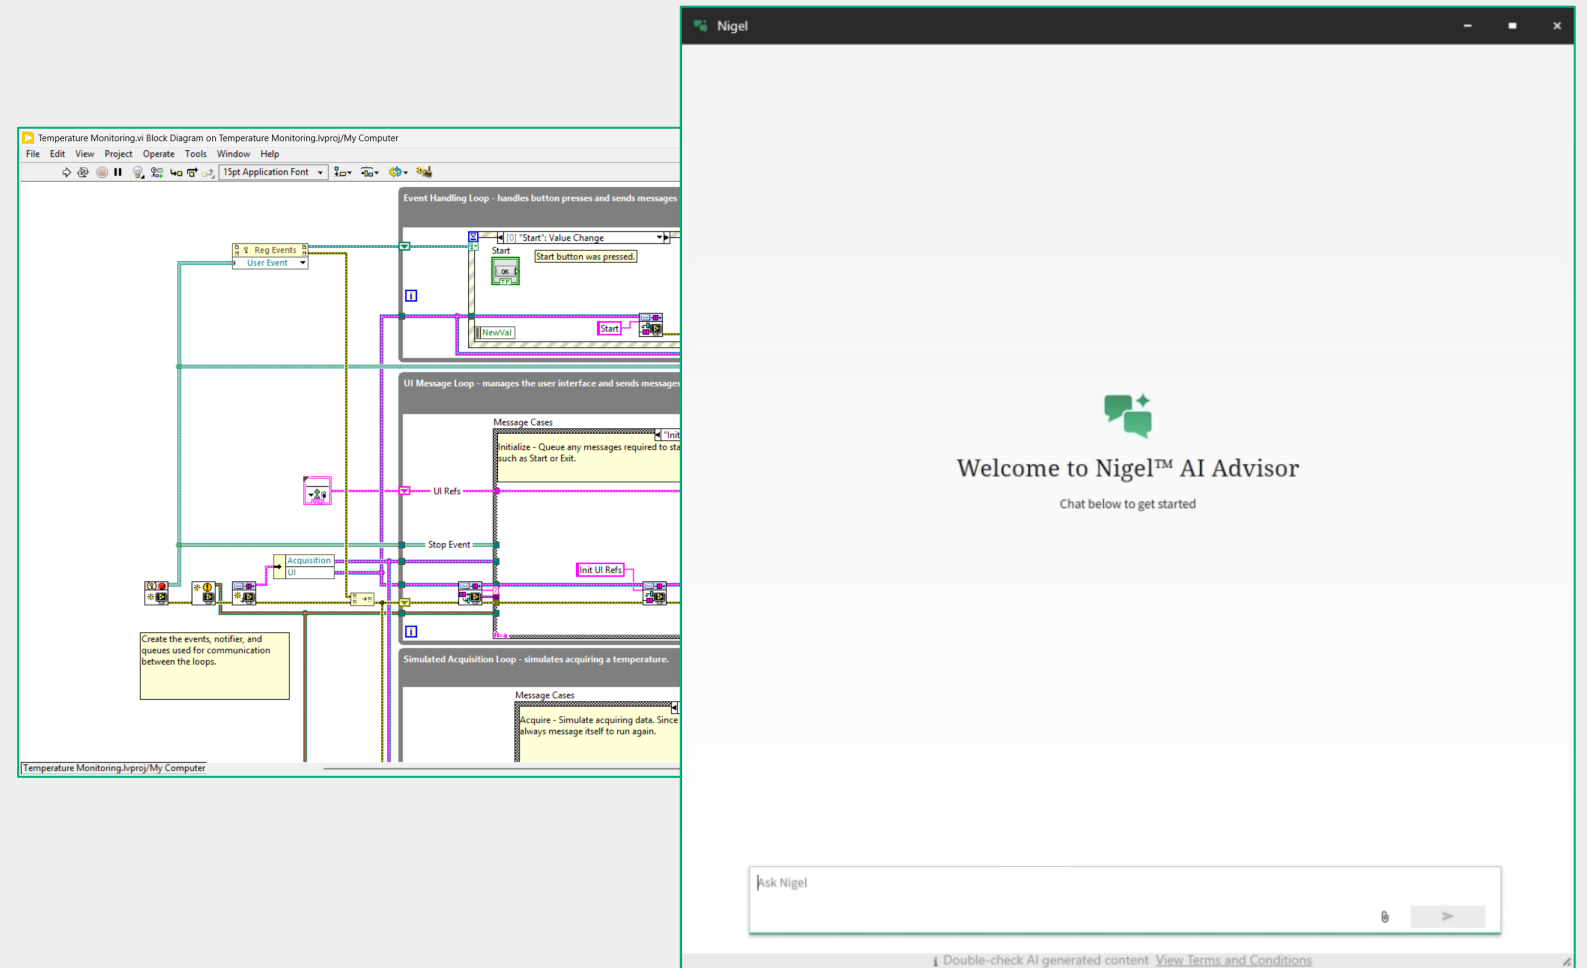 Temperature Monitoring.vi Block Diagram on Temperature Monitoring.lvproj/My Computer
File Edit View Project Operate Tools Window Help
15pt Application Font
Event Handling Loop - handles button presses and sends messages
[0] "Start": Value Change
Reg Events
User Event
Start
Start button was pressed.
OK
TF
i
NewVal
Start
UI Message Loop - manages the user interface and sends messages
Message Cases
"Init
Initialize - Queue any messages required to sta
such as Start or Exit.
UI Refs
Stop Event
Acquisition
UI
Init UI Refs
i
Create the events, notifier, and
queues used for communication
between the loops.
Simulated Acquisition Loop - simulates acquiring a temperature.
Message Cases
Acquire - Simulate acquiring data. Since
always message itself to run again.
Temperature Monitoring.lvproj/My Computer
Nigel
Welcome to Nigel™ AI Advisor
Chat below to get started
Ask Nigel
Double-check AI generated content View Terms and Conditions